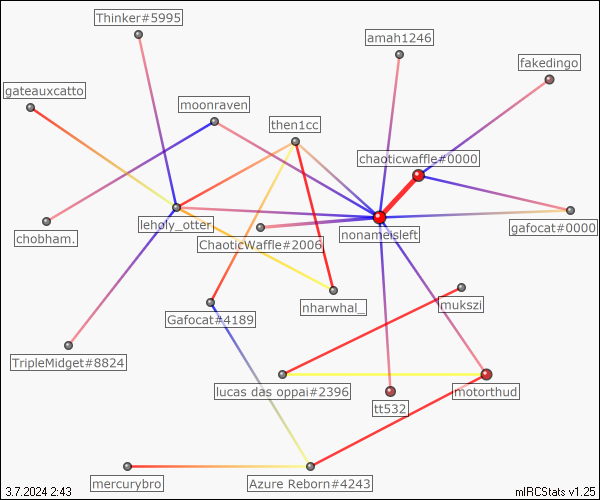 Thinker#5995
amah1246
fakedingo
gateauxcatto
moonraven
then1cc
chaoticwaffle#0000
leholy_otter
chobham.
ChaoticWaffle#2006
nonameisleft
gafocat#0000
nharwhal_
mukszi
Gafocat#4189
TripleMidget#8824
lucas das oppai#2396
tt532
motorthud
mercurybro
Azure Reborn#4243
3.7.2024 2:43
mIRCStats v1.25